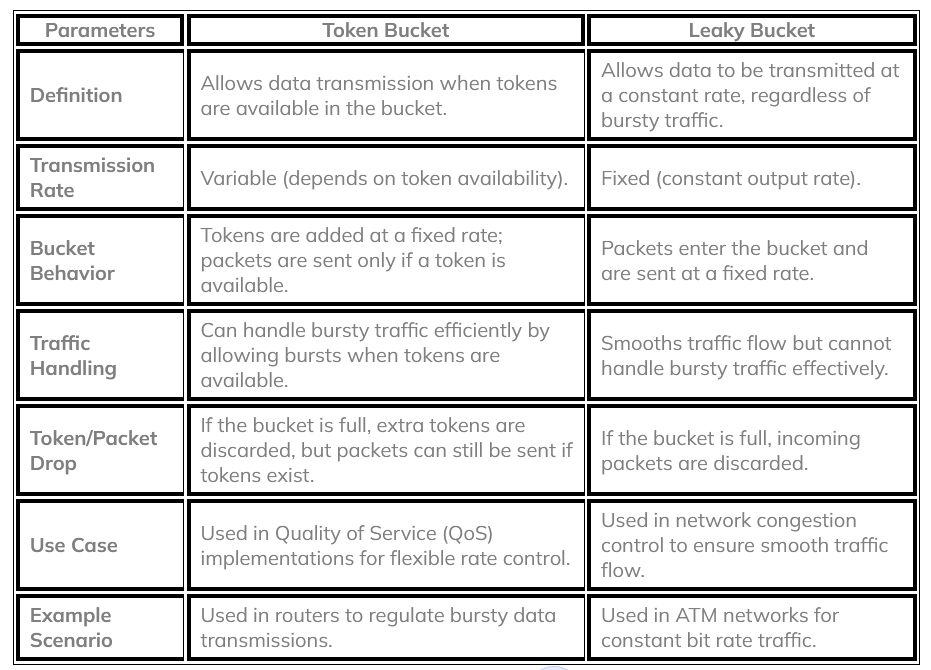 Parameters
Token Bucket
Leaky Bucket
Definition
Allows data transmission when tokens
are available in the bucket.
Allows data to be transmitted at
a constant rate, regardless of
bursty traffic.
Transmission
Rate
Variable (depends on token availability).
Fixed (constant output rate).
Bucket
Behavior
Tokens are added at a fixed rate;
packets are sent only if a token is
available.
Packets enter the bucket and
are sent at a fixed rate.
Traffic
Handling
Can handle bursty traffic efficiently by
allowing bursts when tokens are
available.
Smooths traffic flow but cannot
handle bursty traffic effectively.
Token/Packet
Drop
If the bucket is full, extra tokens are
discarded, but packets can still be sent if
tokens exist.
If the bucket is full, incoming
packets are discarded.
Use Case
Used in Quality of Service (QoS)
implementations for flexible rate control.
Used in network congestion
control to ensure smooth traffic
flow.
Example
Scenario
Used in routers to regulate bursty data
transmissions.
Used in ATM networks for
constant bit rate traffic.